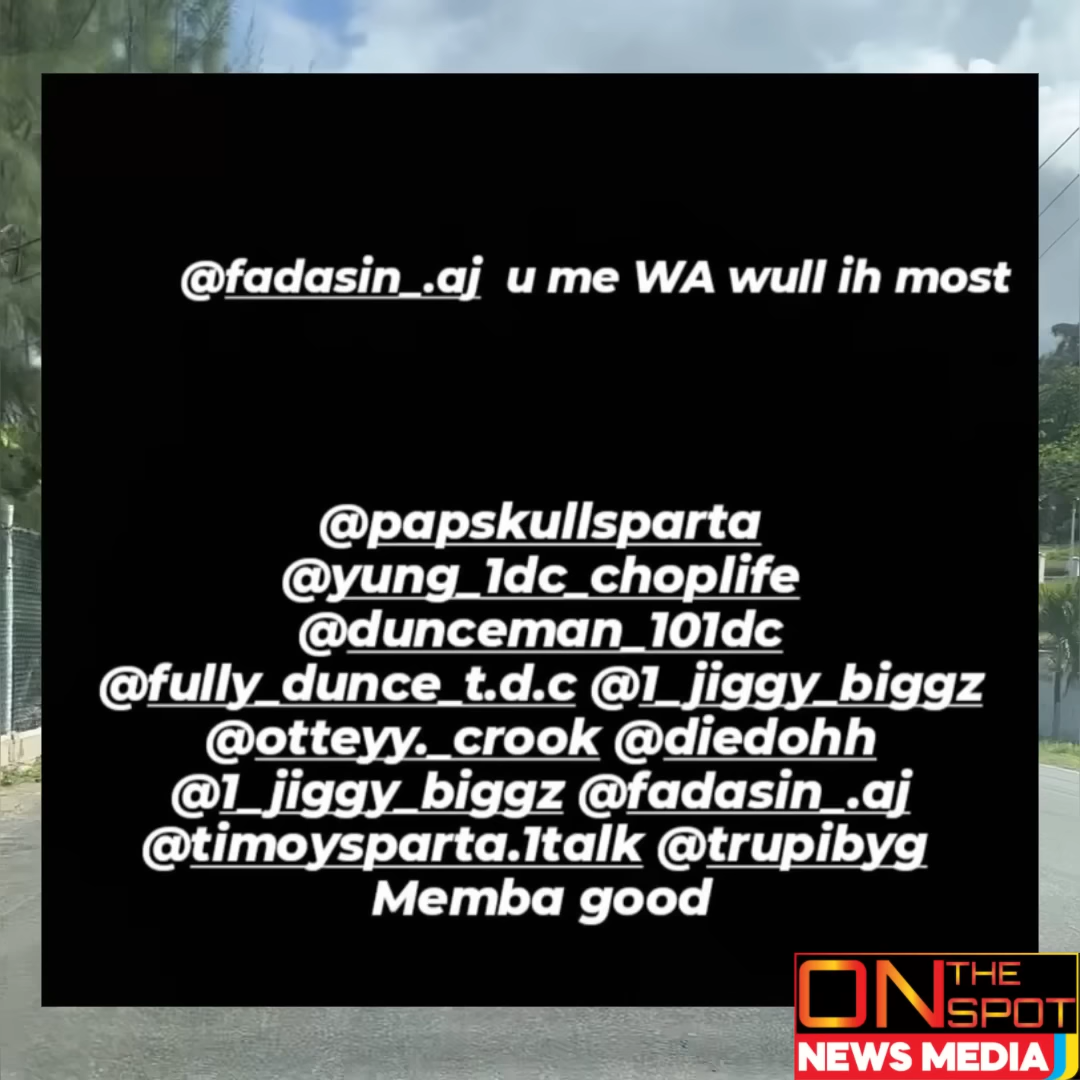 @fadasin_.aj u me WA wull ih most
@papskullsparta
@yung_1dc_choplife
@dunceman_101dc
@fully_dunce_t.d.c @1_jiggy_biggz
@otteyy._crook @diedohh
@1_jiggy_biggz @fadasin_.aj
@timoysparta.1talk @trupibyg
Memba good
ON THE SPOT
NEWS MEDIA